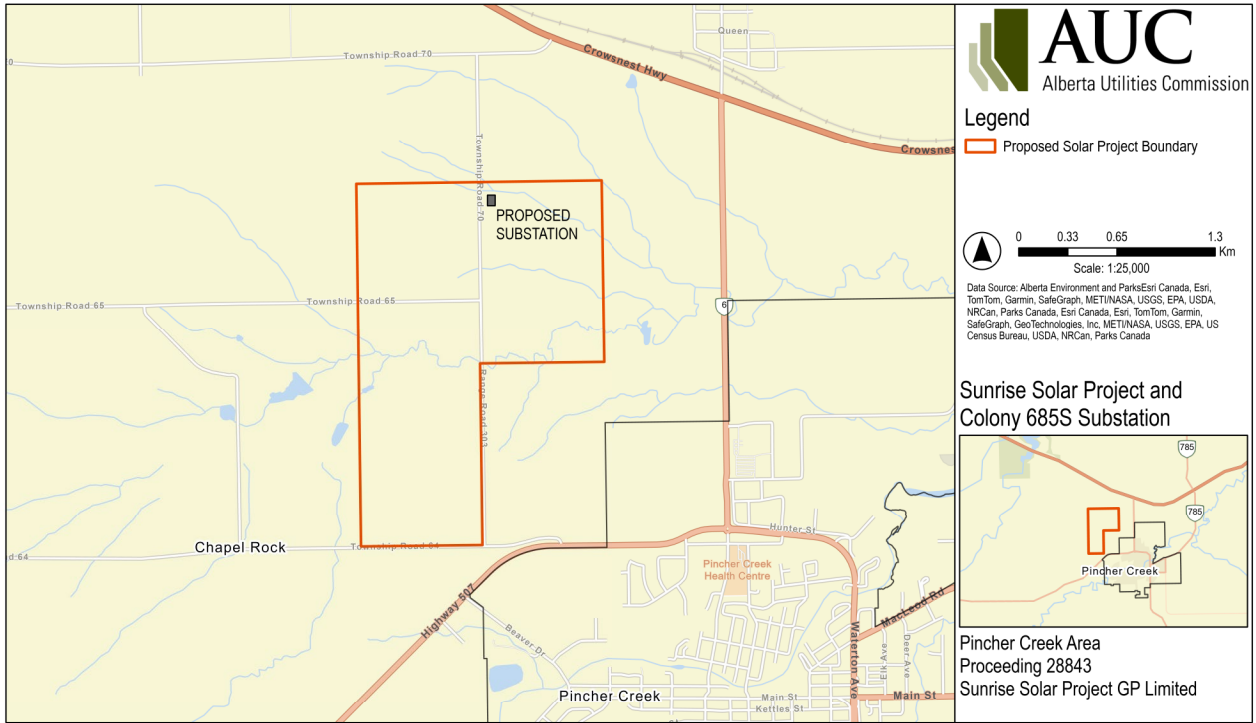 Township Road 70
Crowsnest Hwy
Queen
Crowsnes
0
Township Road 70
PROPOSED
SUBSTATION
Township Road 65
Township Road 65
6
Range Road 303
Chapel Rock
d 64
Township Road 64
Highway 507
Hunter St
Pincher Creek
Health Centre
Beaver Dr
Waterton Ave
MacLeod Rd
Elk Ave
Deer Ave
Pincher Creek
Main St
Kettles St
Main St
AUC
Alberta Utilities Commission
Legend
Proposed Solar Project Boundary
0 0.33 0.65 1.3
Km
Scale: 1:25,000
Data Source: Alberta Environment and ParksEsri Canada, Esri,
TomTom, Garmin, SafeGraph, METI/NASA, USGS, EPA, USDA,
NRCan, Parks Canada, Esri Canada, Esri, TomTom, Garmin,
SafeGraph, GeoTechnologies, Inc, METI/NASA, USGS, EPA, US
Census Bureau, USDA, NRCan, Parks Canada
Sunrise Solar Project and
Colony 685S Substation
785
785
Pincher Creek
Pincher Creek Area
Proceeding 28843
Sunrise Solar Project GP Limited